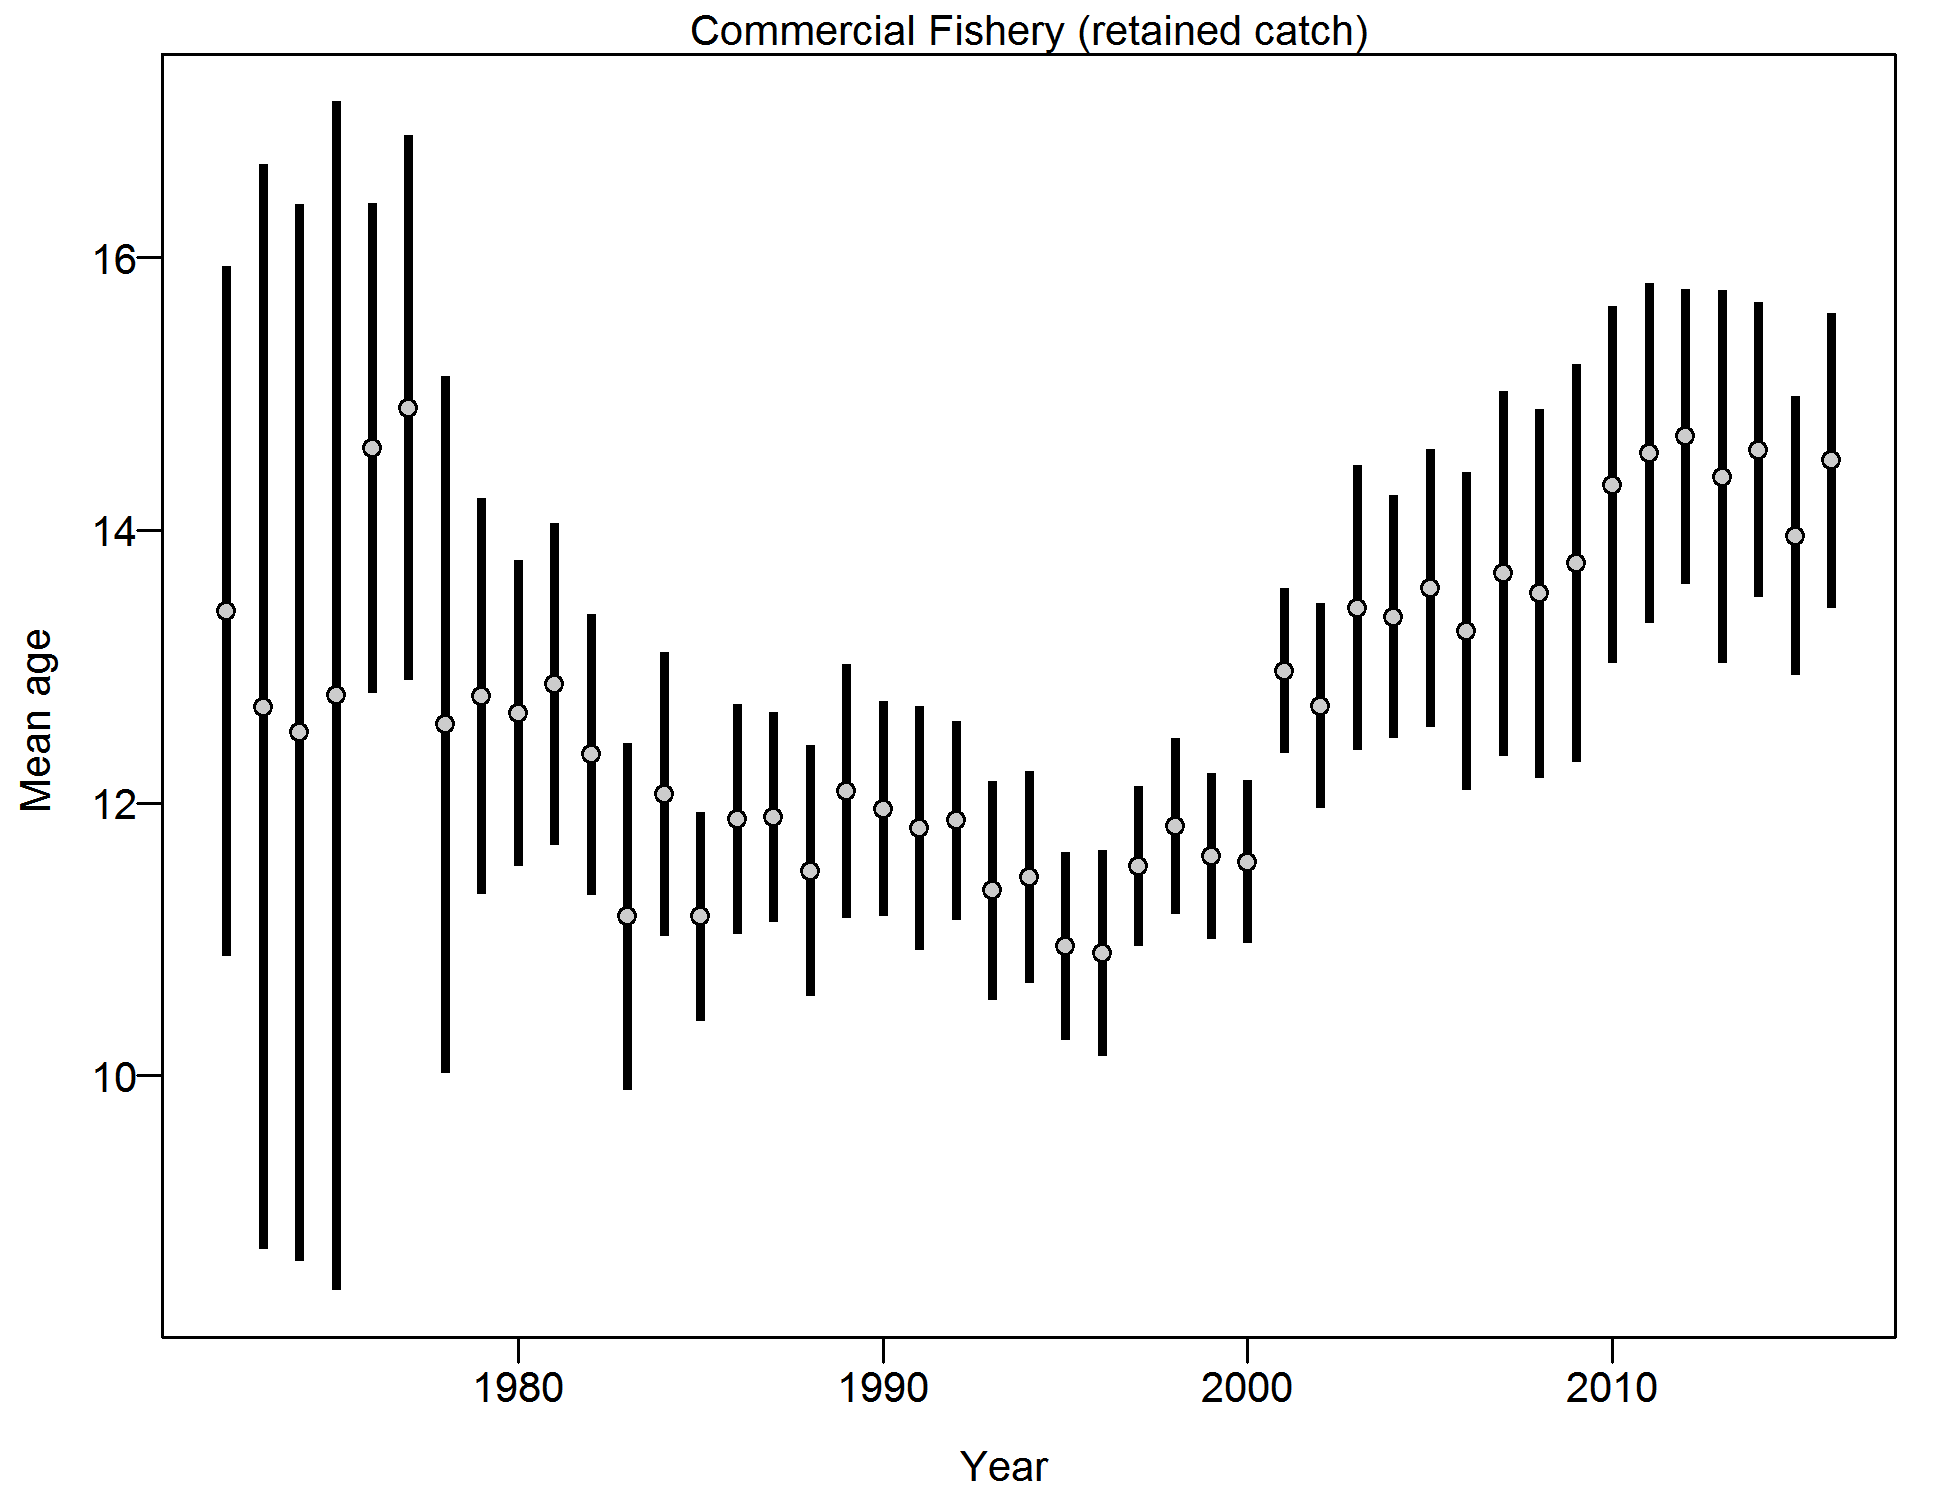 Commercial Fishery (retained catch)
Mean age
16
14
12
10
1980 1990 2000 2010
Year